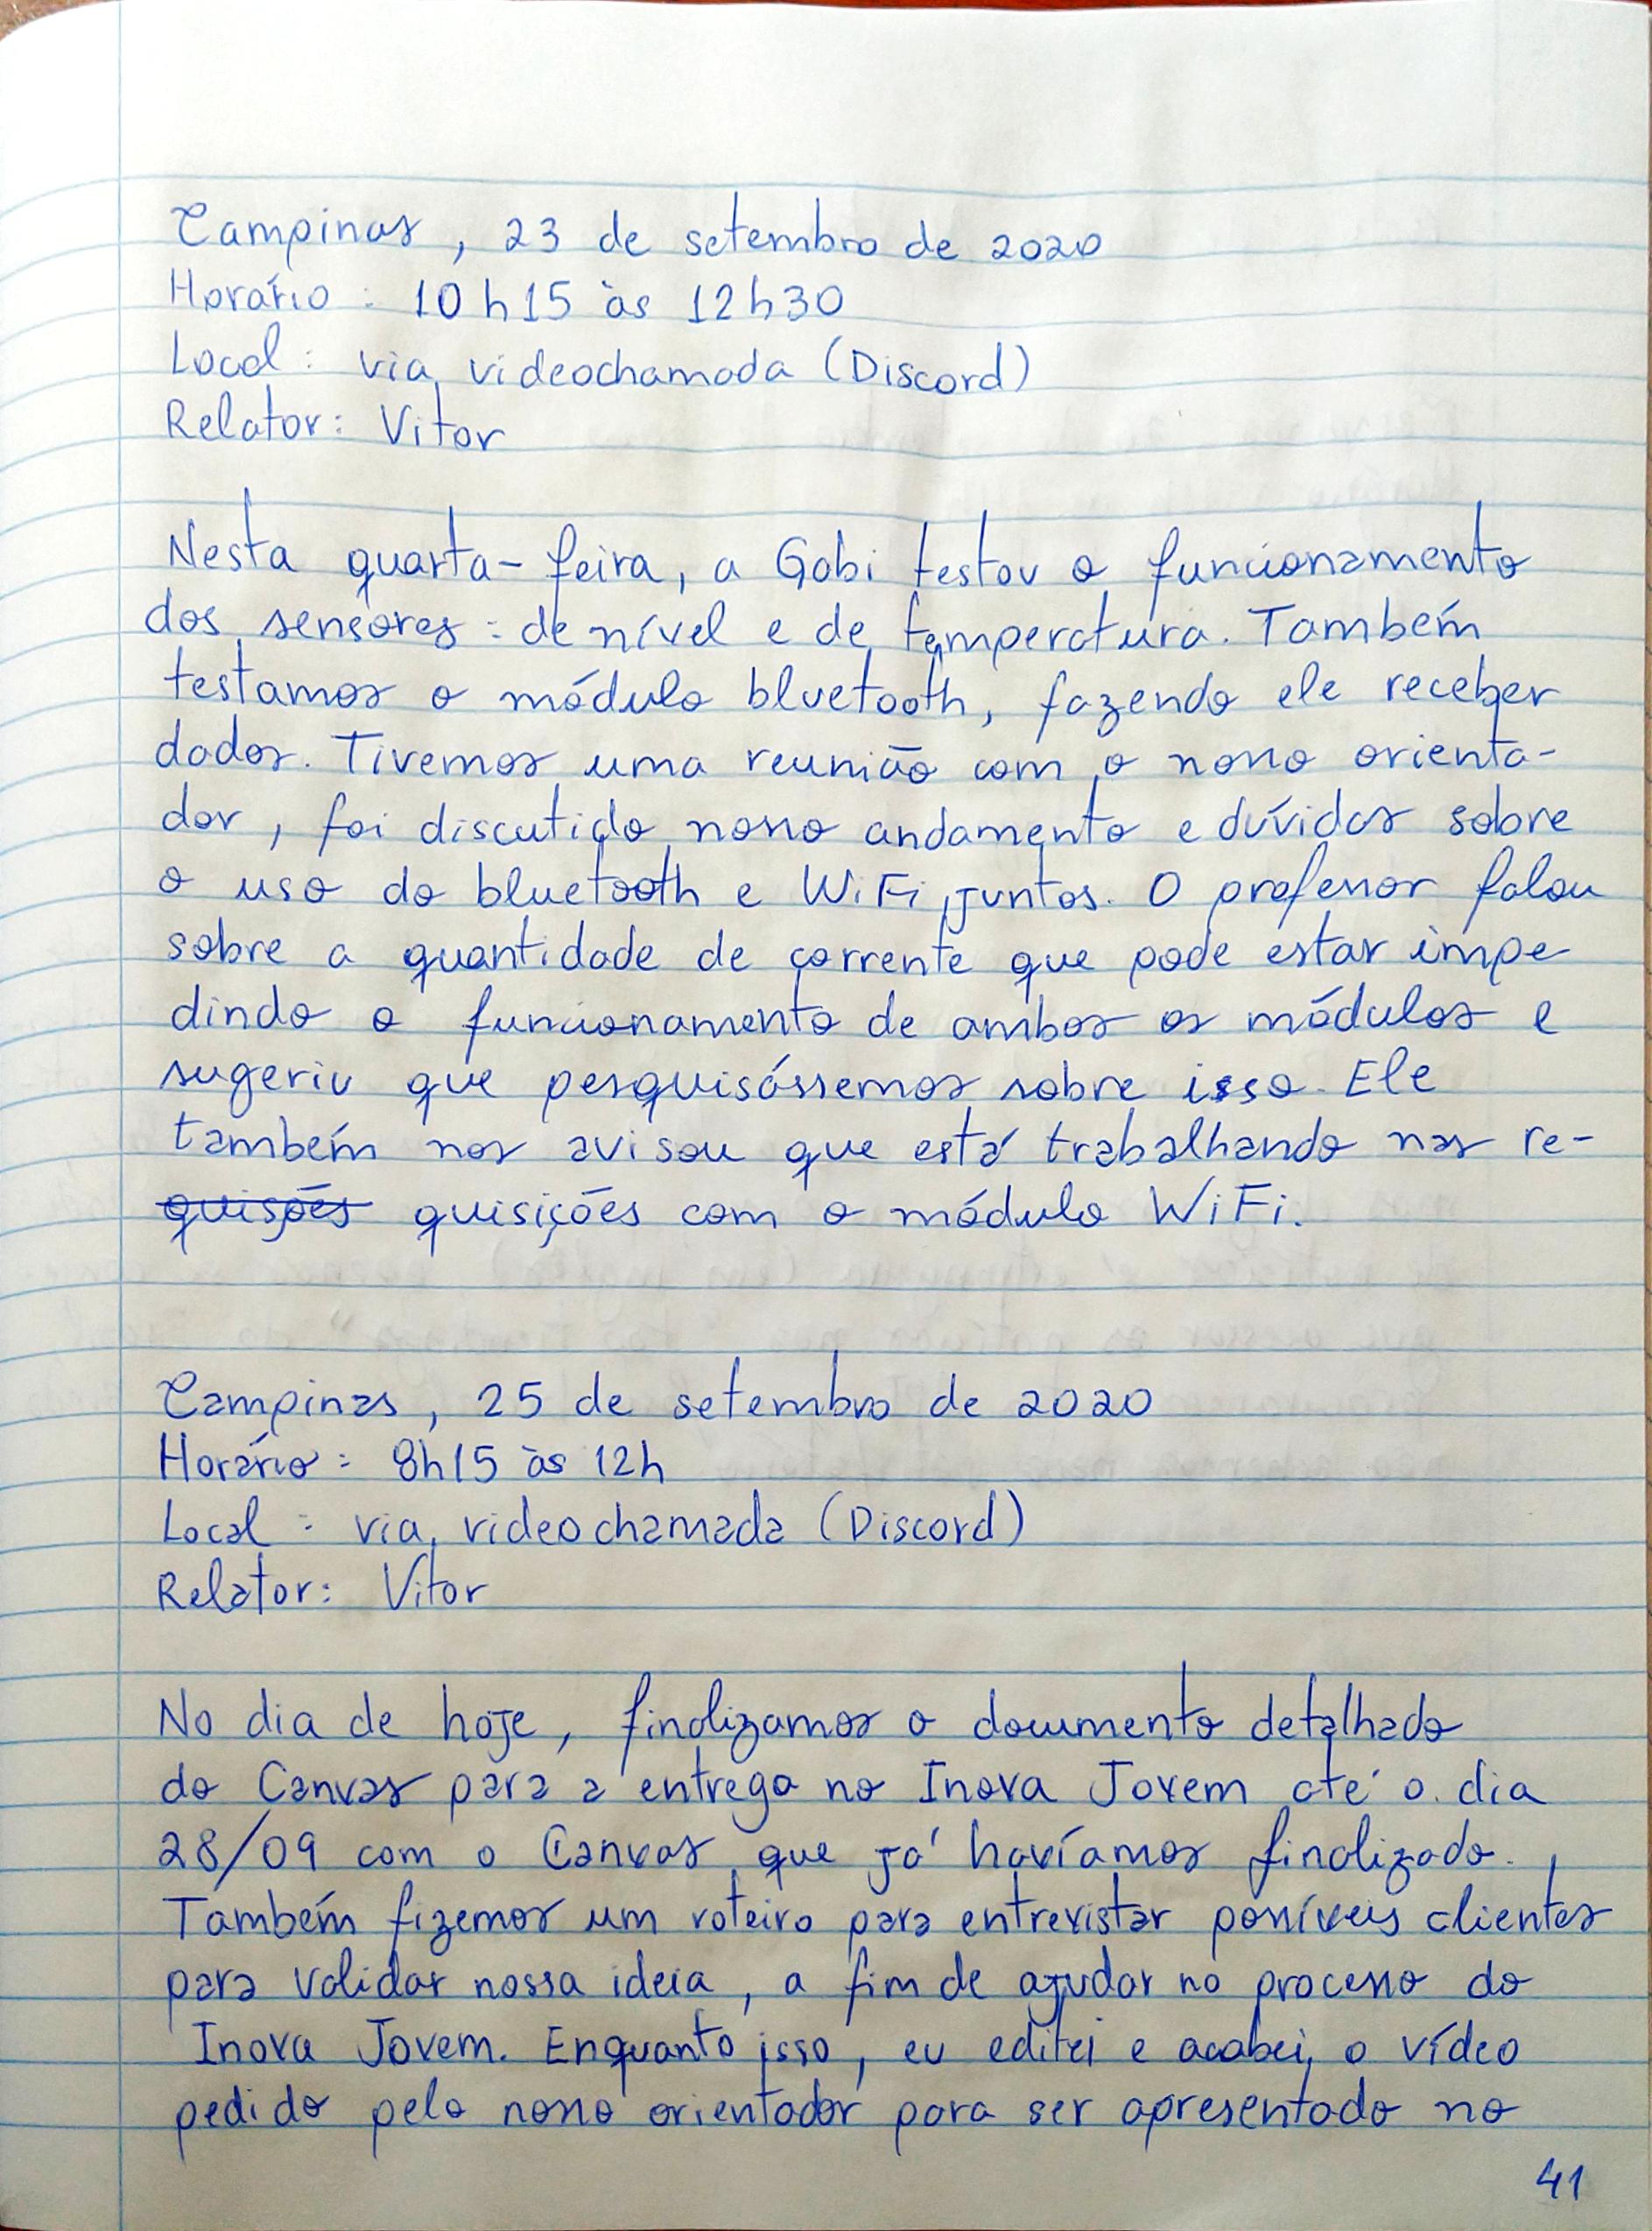 Campinas, 23 de setembro de 2020
Horário: 10h15 às 12h30
Local: via videochamada (Discord)
Relator: Vitor
Nesta quarta-feira, a Gabi testou o funcionamento
dos sensores: de nível e de temperatura. Também
testamos o módulo bluetooth, fazendo ele receber
dados. Tivemos uma reunião com o nosso orienta-
dor, foi discutido nosso andamento e dúvidas sobre
o uso do bluetooth e WiFi juntos. O professor falou
sobre a quantidade de corrente que pode estar impe
dindo o funcionamento de ambos os módulos e
sugeriu que pesquisássemos sobre isso. Ele
também nos avisou que está trabalhando nas re-
quisões quisições com o módulo WiFi.
Campinas, 25 de setembro de 2020
Horário: 8h15 às 12h
Local: via videochamada (Discord)
Relator: Vitor
No dia de hoje, finalizamos o documento detalhado
do Canvas para a entrega no Inova Jovem até o dia
28/09 com o Canvas que já havíamos finalizado.
Também fizemos um roteiro para entrevistar possíveis clientes
para validar nossa ideia, a fim de ajudar no processo do
Inova Jovem. Enquanto isso, eu editei e acabei o vídeo
pedido pelo nosso orientador para ser apresentado no
41